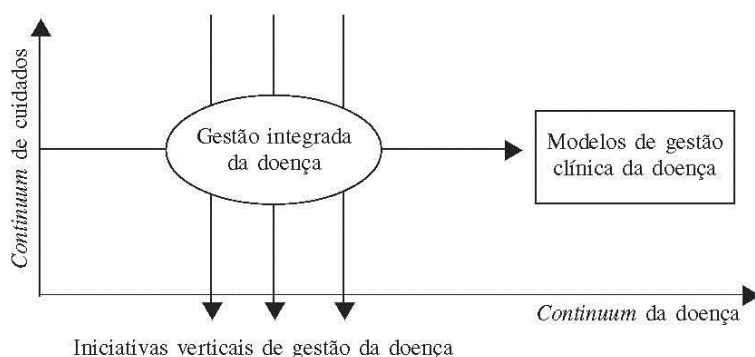 Continuum de cuidados
Gestão integrada
da doença
Modelos de gestão
clínica da doença
Continuum da doença
Iniciativas verticais de gestão da doença